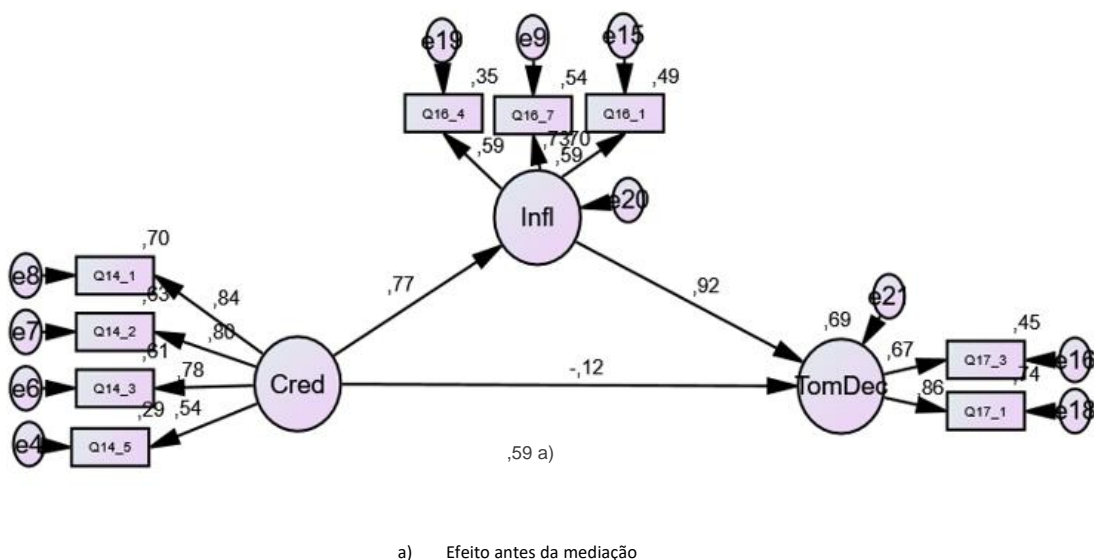 e19
e9
e15
,35
,54
,49
Q16_4
Q16_7
Q16_1
,59
,73
,70
,59
Infl
e20
,70
e8
Q14_1
,84
,77
,92
e21
,63
e7
Q14_2
,80
,69
,45
,61
,67
Q17_3
e16
e6
Q14_3
,78
Cred
-,12
TomDec
,74
,29
,54
,86
Q17_1
e18
e4
Q14_5
,59 a)
a) Efeito antes da mediação